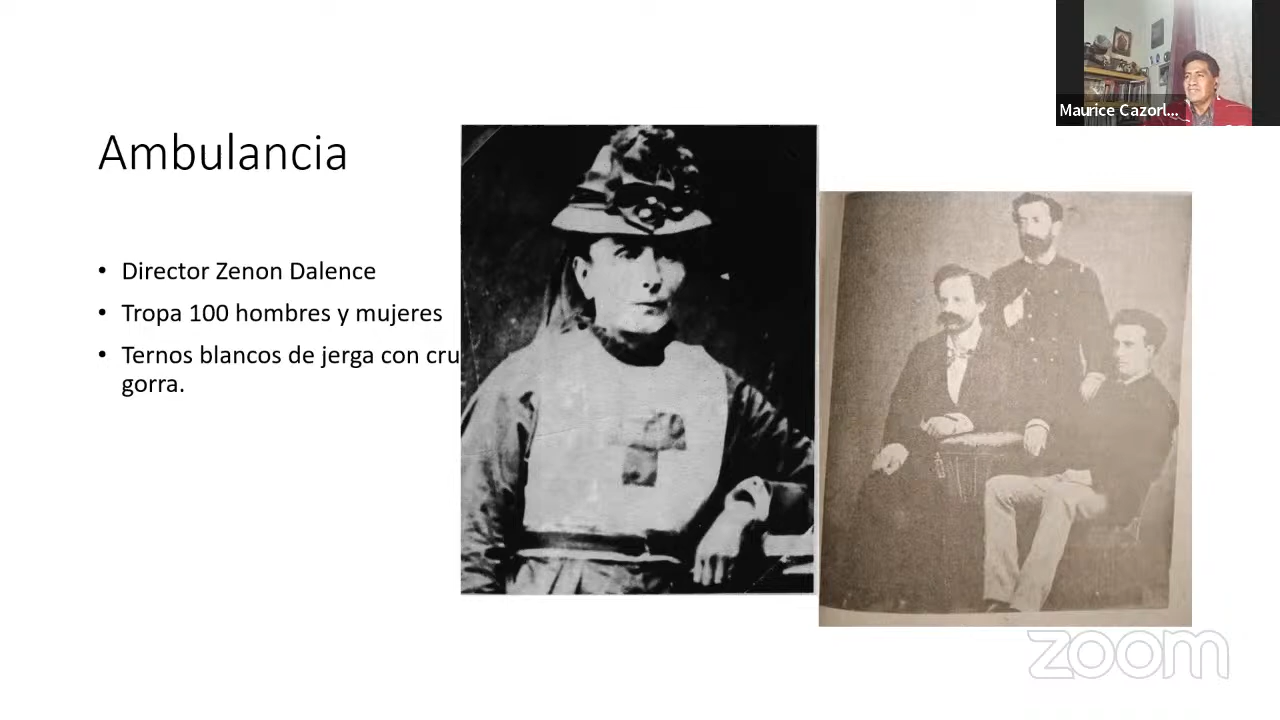 Maurice Cazorl...
Ambulancia
• Director Zenon Dalence
• Tropa 100 hombres y mujeres
• Ternos blancos de jerga con cru
gorra.
zoom